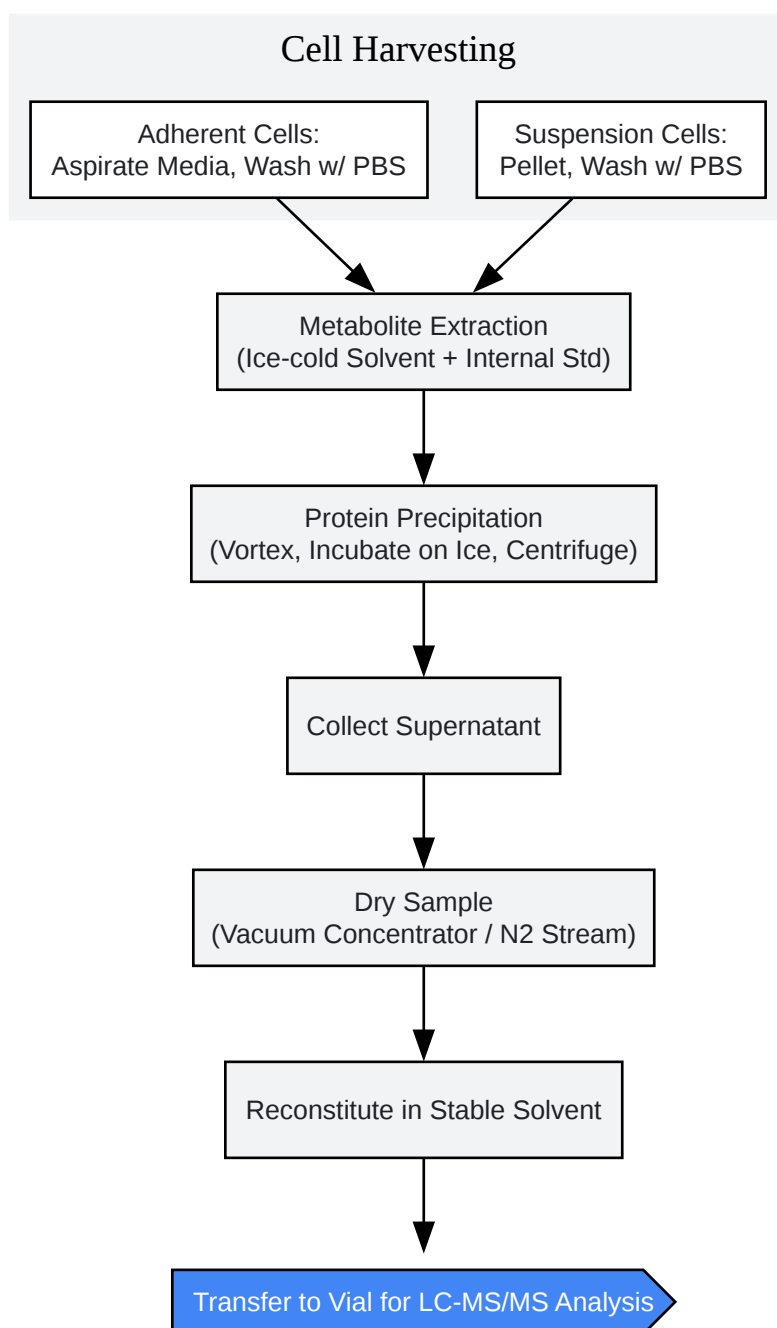 Cell Harvesting
Adherent Cells:
Aspirate Media, Wash w/ PBS
Suspension Cells:
Pellet, Wash w/ PBS
Metabolite Extraction
(Ice-cold Solvent + Internal Std)
Protein Precipitation
(Vortex, Incubate on Ice, Centrifuge)
Collect Supernatant
Dry Sample
(Vacuum Concentrator / N2 Stream)
Reconstitute in Stable Solvent
Transfer to Vial for LC-MS/MS Analysis